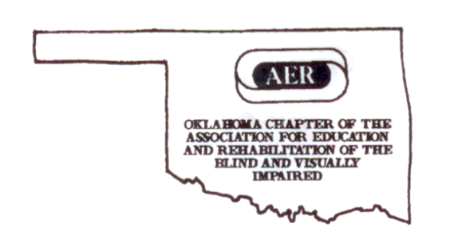 AER
OKLAHOMA CHAPTER OF THE
ASSOCIATION FOR EDUCATION
AND REHABILITATION OF THE
BLIND AND VISUALLY
IMPAIRED